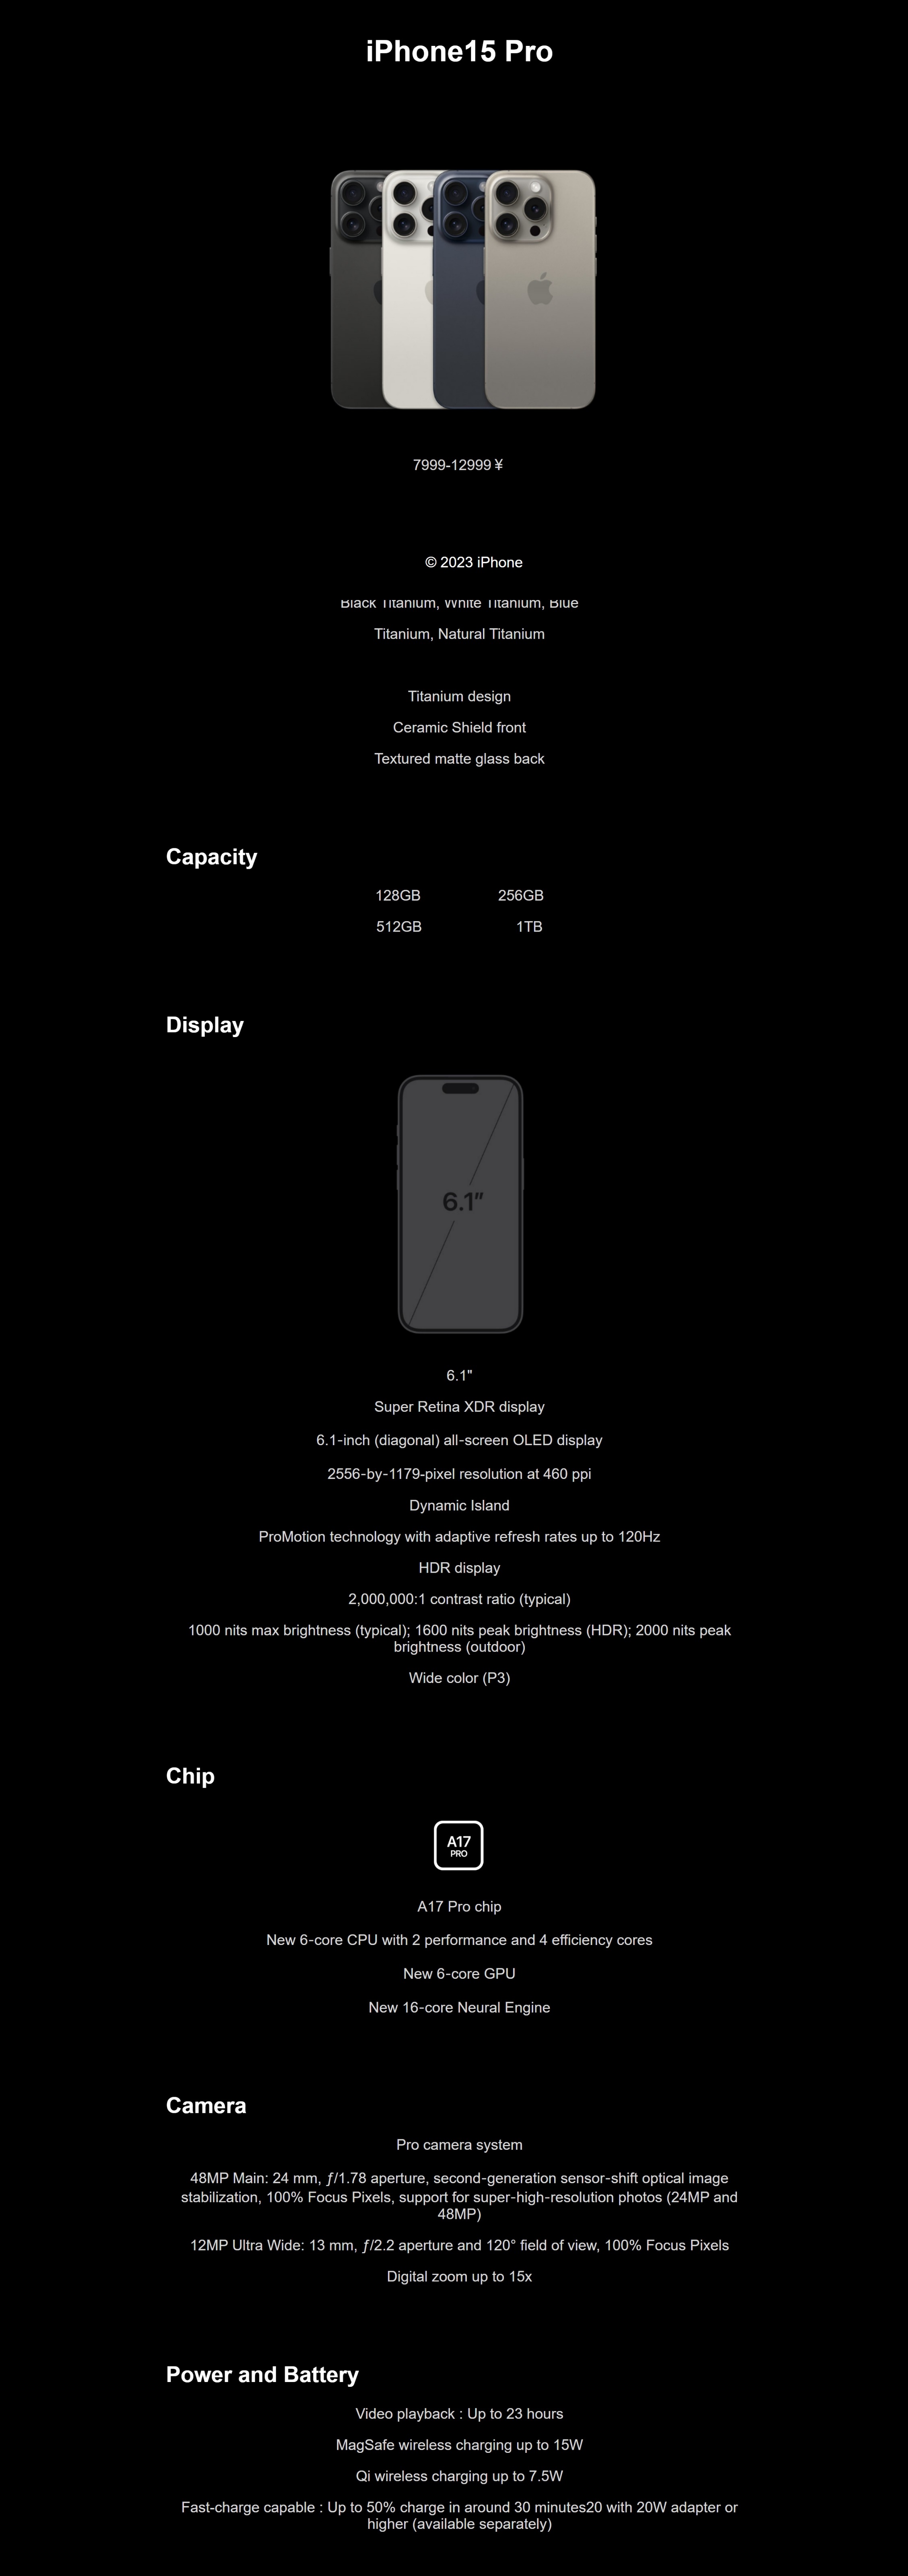 iPhone15 Pro
7999-12999¥
© 2023 iPhone
Black Titanium, White Titanium, Blue
Titanium, Natural Titanium
Titanium design
Ceramic Shield front
Textured matte glass back
Capacity
128GB 256GB
512GB 1TB
Display
6.1″
6.1"
Super Retina XDR display
6.1-inch (diagonal) all-screen OLED display
2556-by-1179-pixel resolution at 460 ppi
Dynamic Island
ProMotion technology with adaptive refresh rates up to 120Hz
HDR display
2,000,000:1 contrast ratio (typical)
1000 nits max brightness (typical); 1600 nits peak brightness (HDR); 2000 nits peak
brightness (outdoor)
Wide color (P3)
Chip
A17
PRO
A17 Pro chip
New 6-core CPU with 2 performance and 4 efficiency cores
New 6-core GPU
New 16-core Neural Engine
Camera
Pro camera system
48MP Main: 24 mm, ƒ/1.78 aperture, second-generation sensor-shift optical image
stabilization, 100% Focus Pixels, support for super-high-resolution photos (24MP and
48MP)
12MP Ultra Wide: 13 mm, ƒ/2.2 aperture and 120° field of view, 100% Focus Pixels
Digital zoom up to 15x
Power and Battery
Video playback : Up to 23 hours
MagSafe wireless charging up to 15W
Qi wireless charging up to 7.5W
Fast-charge capable : Up to 50% charge in around 30 minutes20 with 20W adapter or
higher (available separately)